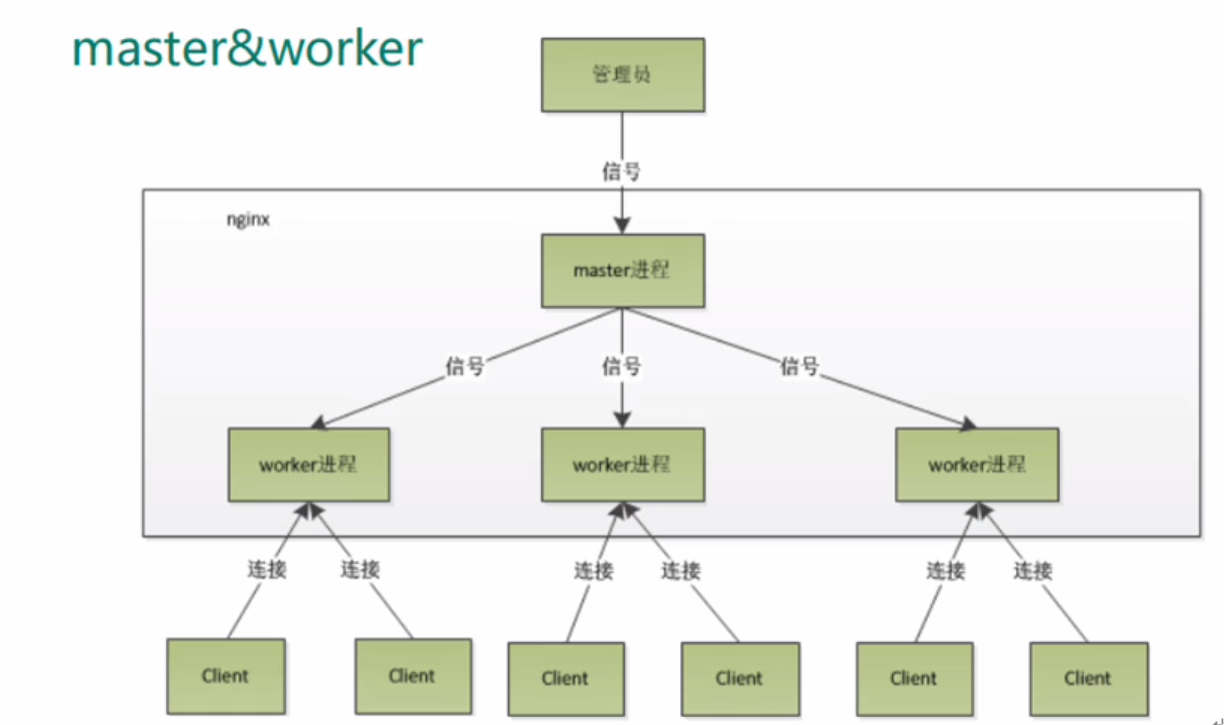 master&worker
管理员
信号
nginx
master进程
信号
信号
信号
worker进程
worker进程
worker进程
连接
连接
连接
连接
连接
连接
Client
Client
Client
Client
Client
Client